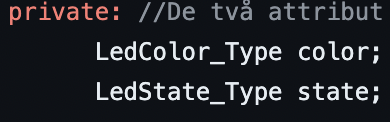 private: //De två attribut
LedColor_Type color;
LedState_Type state;